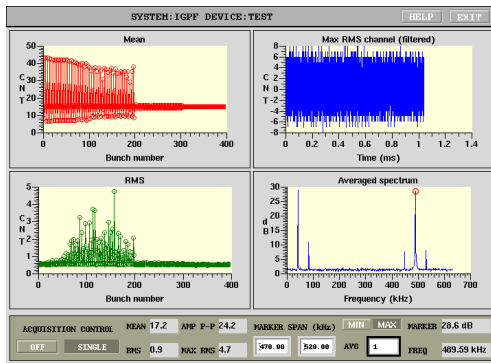 SYSTEM:IGPF DEVICE:TEST
HELP
EXIT
Mean
50
40
30
20
10
0
C
N
T
0 100 200 300 400
Bunch number
Max RMS channel (filtered)
8
6
4
2
0
-2
-4
-6
-8
C
N
T
0 0.2 0.4 0.6 0.8 1 1.2 1.4
Time (ms)
RMS
5
4
3
2
1
0
C
N
T
0 100 200 300 400
Bunch number
Averaged spectrum
30
25
20
15
10
5
0
d
B
0 100 200 300 400 500 600 700
Frequency (kHz)
ACQUISITION CONTROL
OFF SINGLE
MEAN 17.2 AMP P-P 24.2
RMS 0.9 MAX RMS 4.7
MARKER SPAN (kHz)
470.00 520.00
MIN MAX
AVG 1
MARKER 28.6 dB
FREQ 489.59 kHz